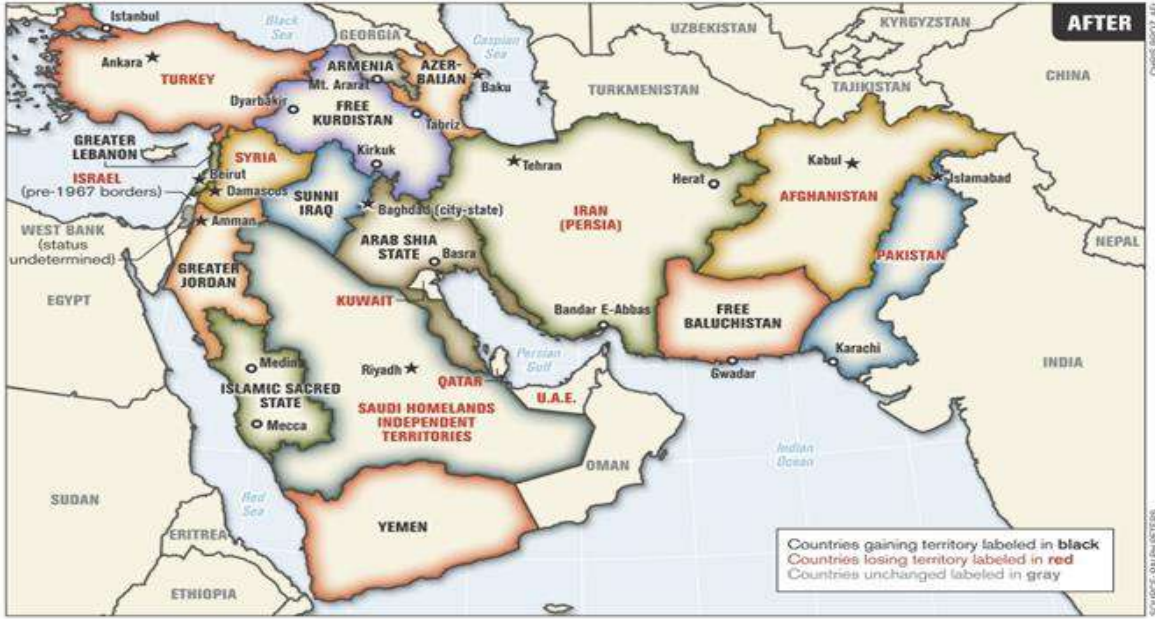 AFTER
Istanbul
Black
Sea
GEORGIA
Caspian
Sea
UZBEKISTAN
KYRGYZSTAN
Ankara
TURKEY
ARMENIA
Mt. Ararat
AZER-
BAIJAN
Baku
TURKMENISTAN
TAJIKISTAN
CHINA
Dyarbakir
FREE
KURDISTAN
Tabriz
GREATER
LEBANON
SYRIA
Kirkuk
Tehran
Kabul
Islamabad
ISRAEL
(pre-1967 borders)
Beirut
Damascus
SUNNI
IRAQ
Baghdad (city-state)
Herat
AFGHANISTAN
WEST BANK
(status
undetermined)
Amman
IRAN
(PERSIA)
ARAB SHIA
STATE
Basra
PAKISTAN
NEPAL
EGYPT
GREATER
JORDAN
KUWAIT
Bandar E-Abbas
FREE
BALUCHISTAN
Karachi
Gwadar
INDIA
Medina
ISLAMIC SACRED
STATE
Mecca
Riyadh
Persian
Gulf
QATAR
U.A.E.
SAUDI HOMELANDS
INDEPENDENT
TERRITORIES
OMAN
Indian
Ocean
SUDAN
Red
Sea
YEMEN
ERITREA
ETHIOPIA
Countries gaining territory labeled in black
Countries losing territory labeled in red
Countries unchanged labeled in gray
SOURCE: RALPH PETERS